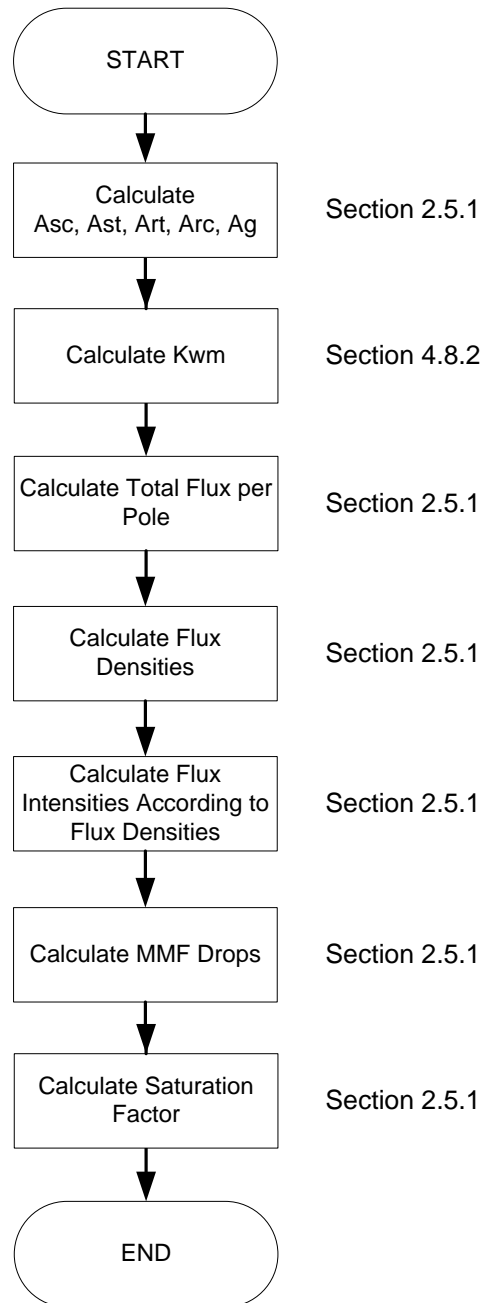 START
Calculate
Asc, Ast, Art, Arc, Ag
Section 2.5.1
Calculate Kwm
Section 4.8.2
Calculate Total Flux per
Pole
Section 2.5.1
Calculate Flux
Densities
Section 2.5.1
Calculate Flux
Intensities According to
Flux Densities
Section 2.5.1
Calculate MMF Drops
Section 2.5.1
Calculate Saturation
Factor
Section 2.5.1
END